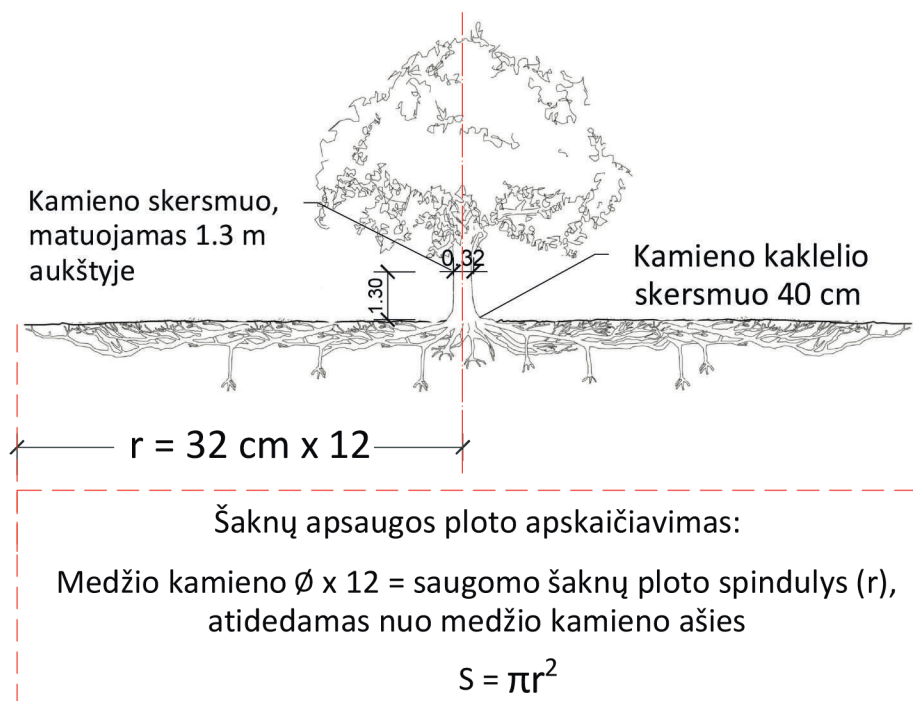 Kamieno skersmuo,
matuojamas 1.3 m
aukštyje
0,32
1.30
Kamieno kaklelio
skersmuo 40 cm
r = 32 cm x 12
Šaknų apsaugos ploto apskaičiavimas:
Medžio kamieno Ø x 12 = saugomo šaknų ploto spindulys (r),
atidedamas nuo medžio kamieno ašies
S = πr²